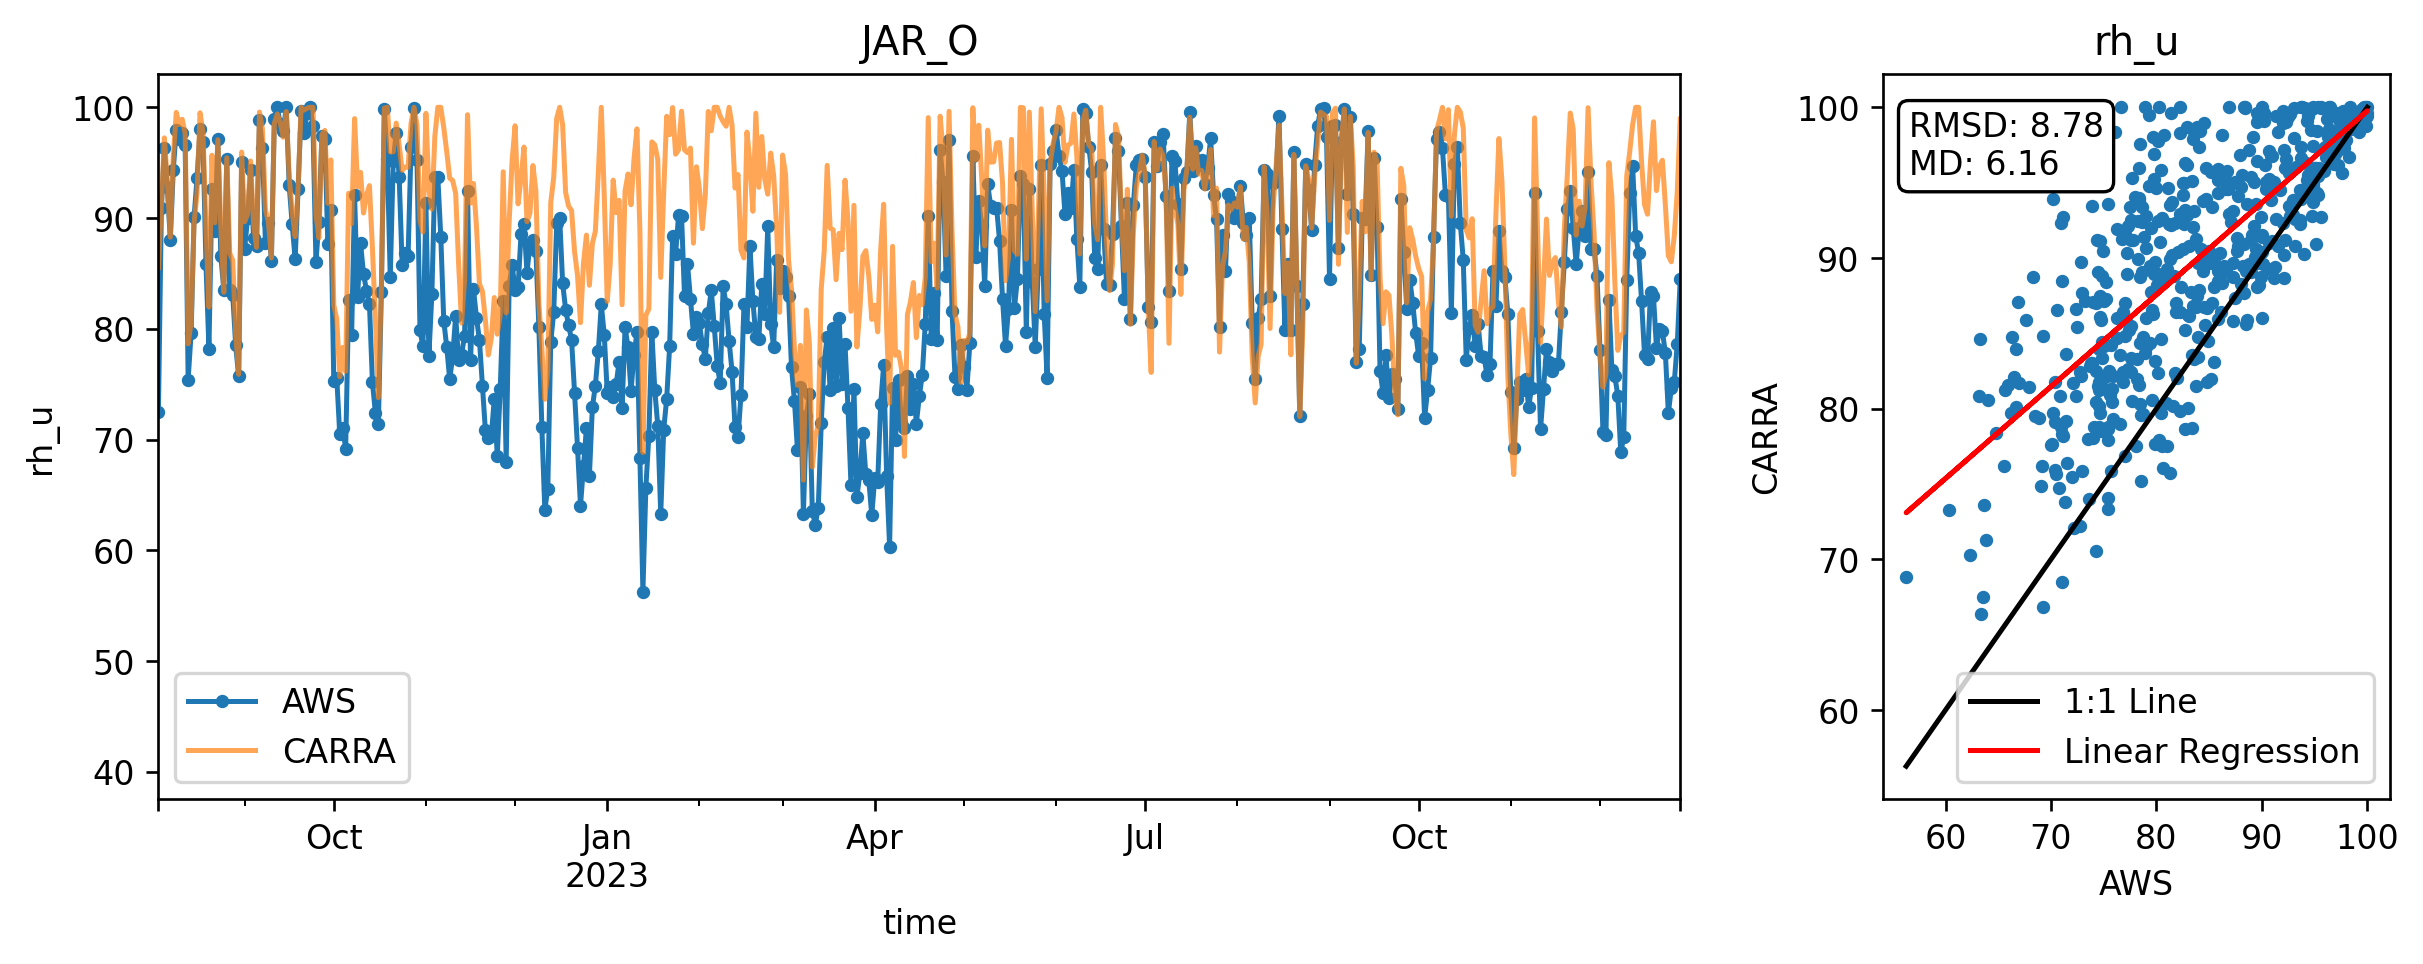 JAR_O
rh_u
100
90
80
70
60
50
40
AWS
CARRA
Oct
Jan
2023
Apr
Jul
Oct
time
rh_u
CARRA
100
90
80
70
60
RMSD: 8.78
MD: 6.16
1:1 Line
Linear Regression
60
70
80
90
100
AWS